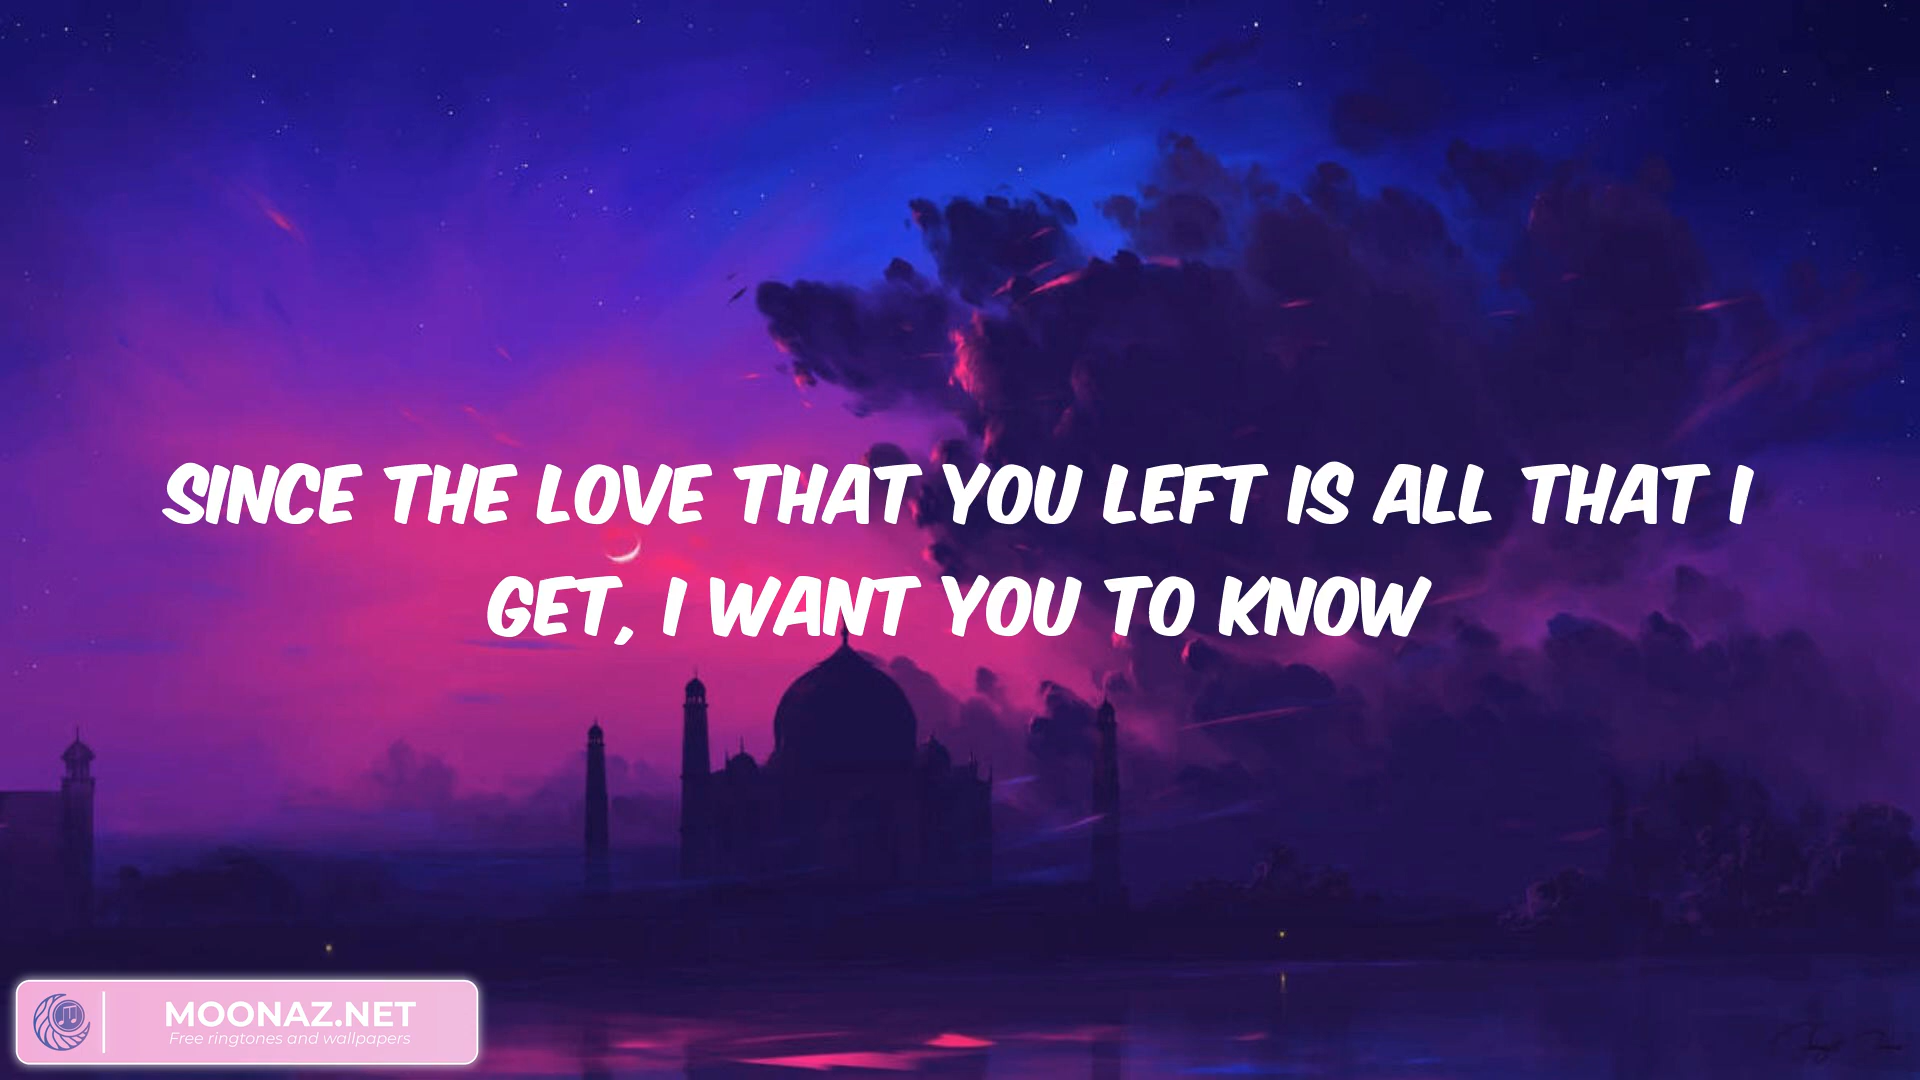 SINCE THE LOVE THAT YOU LEFT IS ALL THAT I
GET, I WANT YOU TO KNOW
MOONAZ.NET
Free ringtones and wallpapers